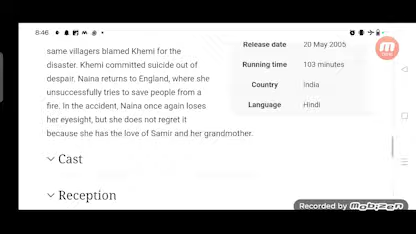 8:46
same villagers blamed Khemi for the
disaster. Khemi committed suicide out of
despair. Naina returns to England, where she
unsuccessfully tries to save people from a
fire. In the accident, Naina once again loses
her eyesight, but she does not regret it
because she has the love of Samir and her grandmother.
Release date 20 May 2005
Running time 103 minutes
Country India
Language Hindi
Cast
Reception
Recorded by Mobizen